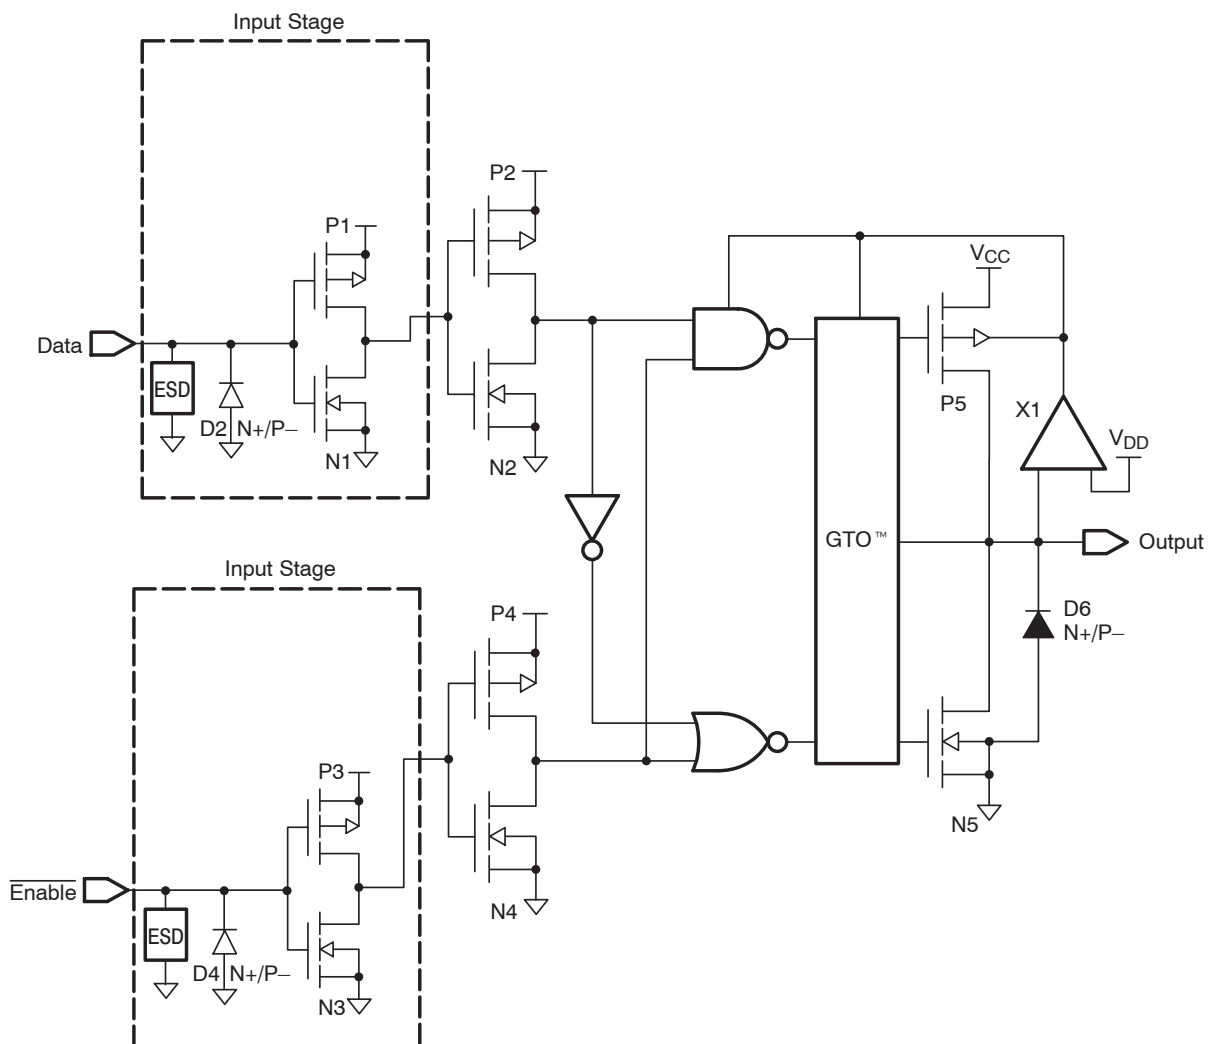 Input Stage
P2
P1
VCC
Data
ESD
P5
X1
VDD
D2 N+/P–
N1
N2
GTO™
Output
Input Stage
P4
D6
N+/P–
P3
N5
Enable
ESD
N4
D4 N+/P–
N3